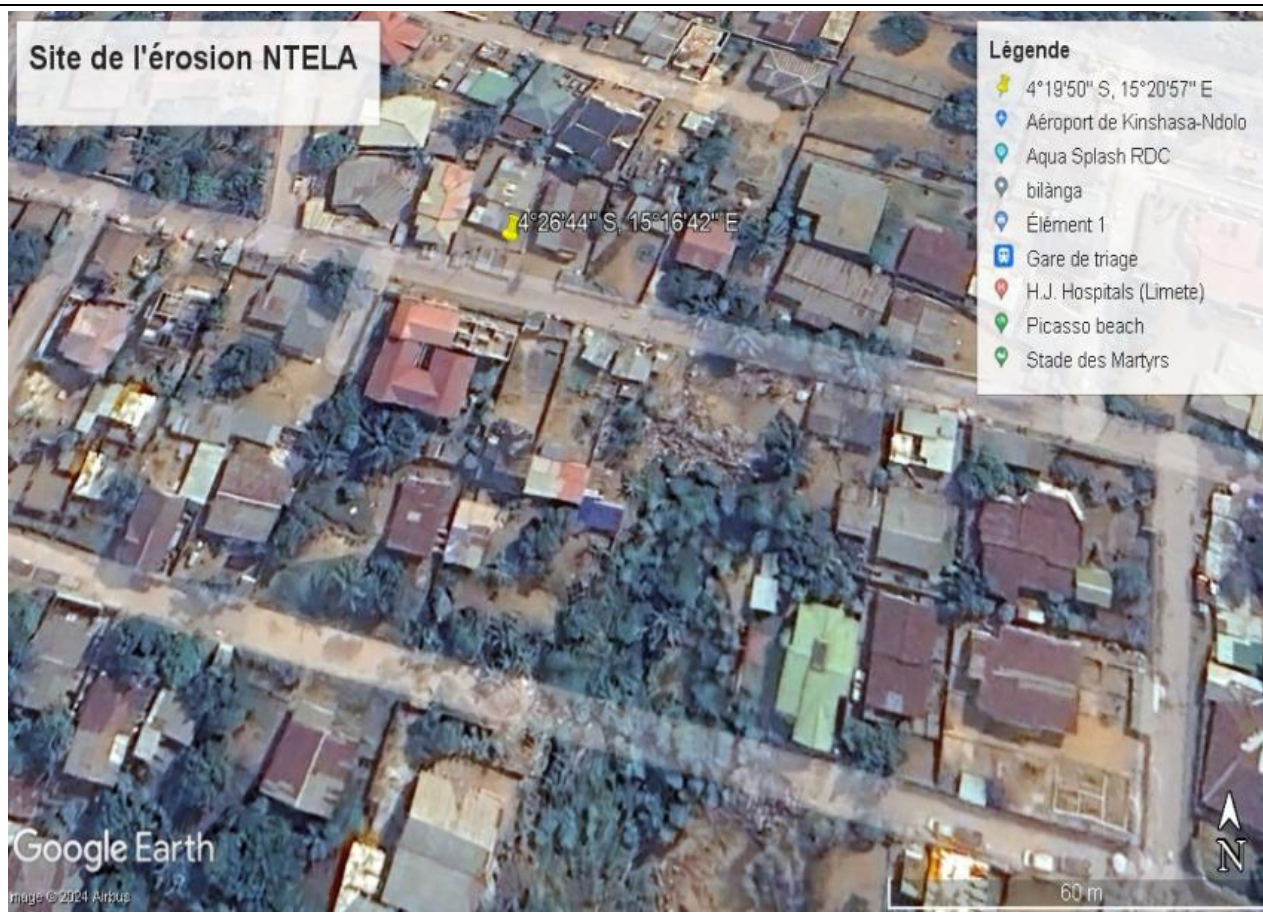 Site de l'érosion NTELA
Légende
4°19'50" S, 15°20'57" E
Aéroport de Kinshasa-Ndolo
Aqua Splash RDC
bilànga
Élément 1
Gare de triage
H.J. Hospitals (Limete)
Picasso beach
Stade des Martyrs
4°26'44" S, 15°16'42" E
Google Earth
mage © 2024 Airbus
N
60 m